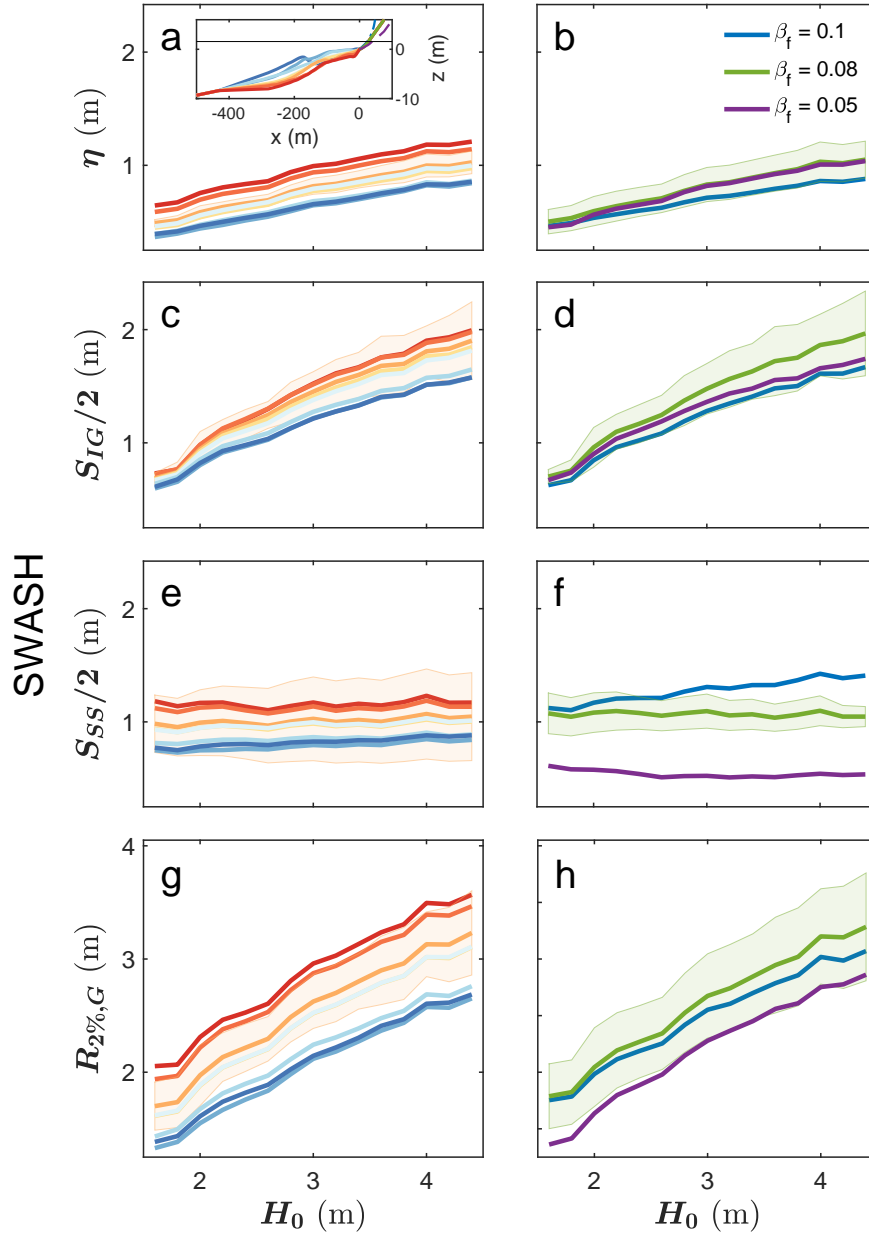 a
b
c
d
e
f
g
h
β_f = 0.1
β_f = 0.08
β_f = 0.05
0
-10
z (m)
-400 -200 0
x (m)
2
1
η (m)
2
1
S_IG/2 (m)
2
1
S_SS/2 (m)
4
3
2
R_2%,G (m)
SWASH
2 3 4
H_0 (m)
2 3 4
H_0 (m)